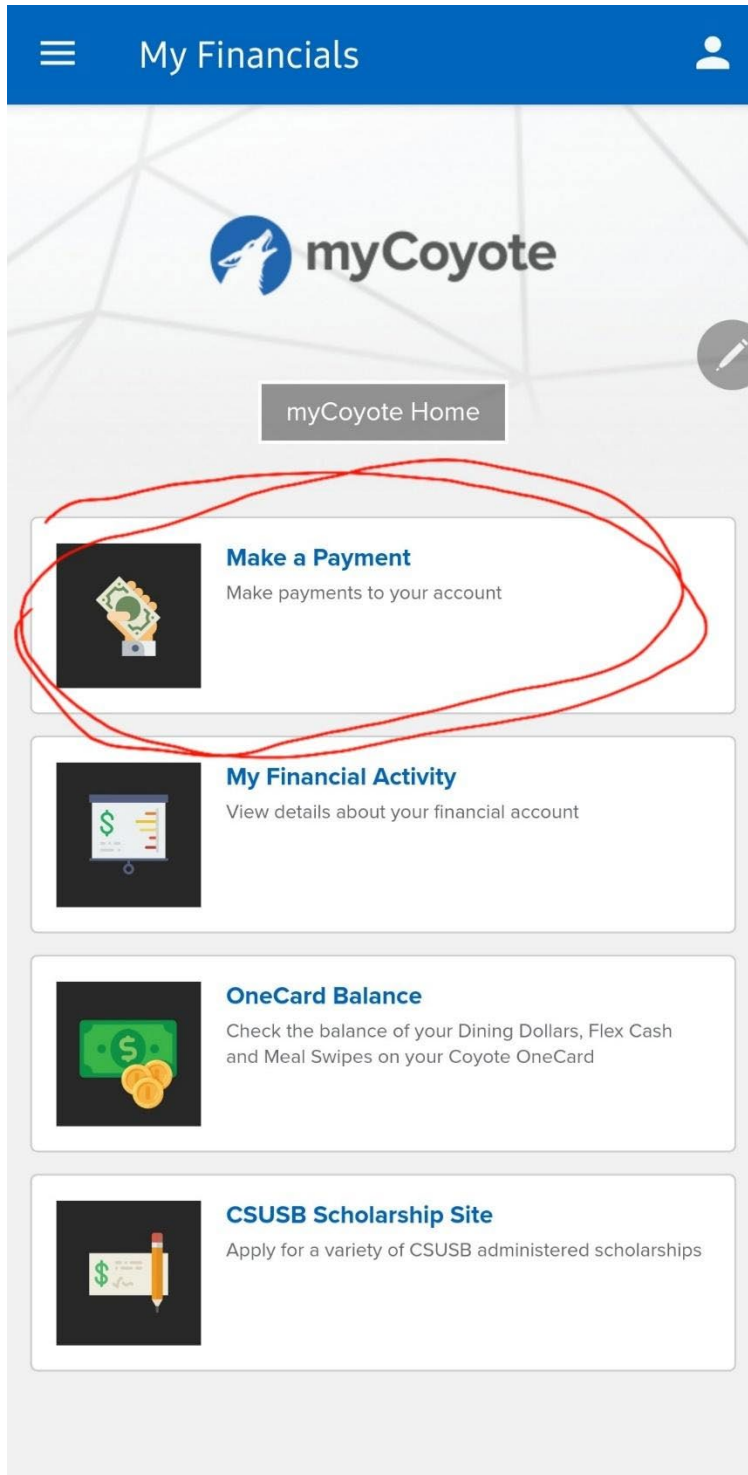 My Financials
myCoyote
myCoyote Home
Make a Payment
Make payments to your account
My Financial Activity
View details about your financial account
OneCard Balance
Check the balance of your Dining Dollars, Flex Cash
and Meal Swipes on your Coyote OneCard
CSUSB Scholarship Site
Apply for a variety of CSUSB administered scholarships